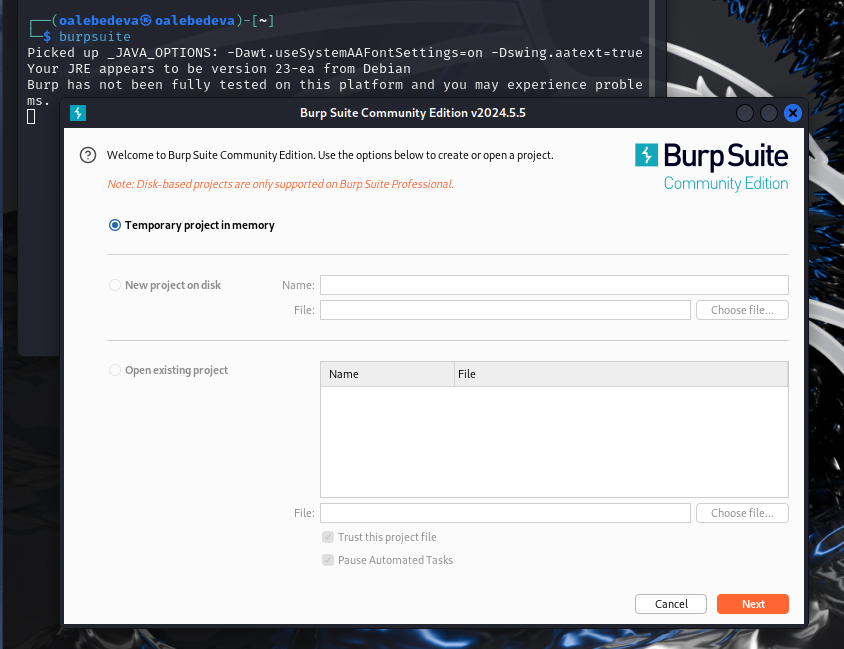 ┌──(oalebedeva㉿oalebedeva)-[~]
└─$ burpsuite
Picked up _JAVA_OPTIONS: -Dawt.useSystemAAFontSettings=on -Dswing.aatext=true
Your JRE appears to be version 23-ea from Debian
Burp has not been fully tested on this platform and you may experience proble
ms.
Burp Suite Community Edition v2024.5.5
Welcome to Burp Suite Community Edition. Use the options below to create or open a project.
Note: Disk-based projects are only supported on Burp Suite Professional.
Burp Suite
Community Edition
Temporary project in memory
New project on disk
Name:
File:
Choose file...
Open existing project
Name
File
File:
Choose file...
Trust this project file
Pause Automated Tasks
Cancel
Next